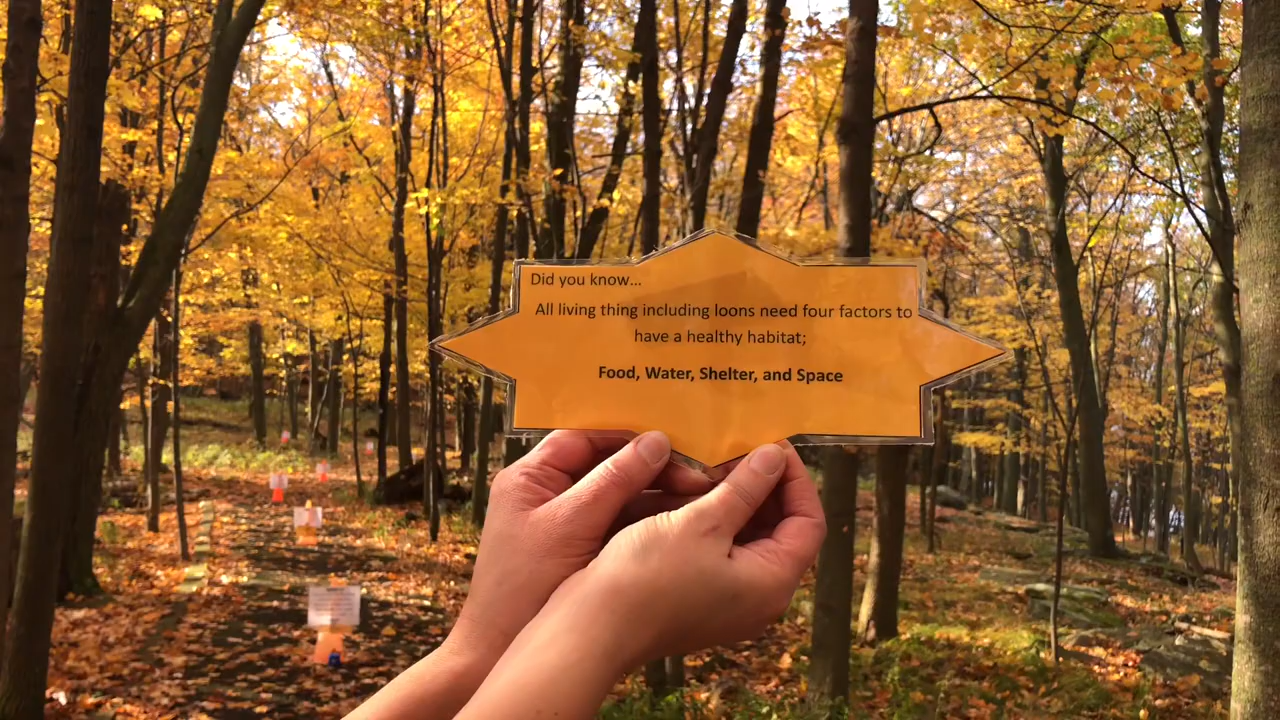 Did you know...
All living thing including loons need four factors to
have a healthy habitat;
Food, Water, Shelter, and Space